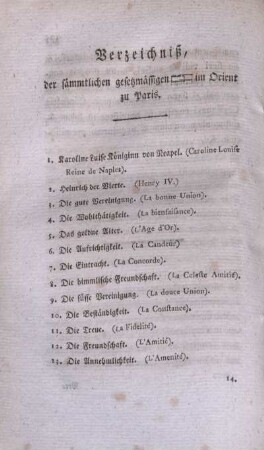 Verzeichniß,
der sämmtlichen gesetzmässigen im Orient
zu Paris.
1. Karoline Luise Königinn von Neapel. (Caroline Louise
Reine de Naples).
2. Heinrich der Vierte. (Henry IV.)
3. Die gute Vereinigung. (La bonne Union).
4. Die Wohlthätigkeit. (La bienfaisance).
5. Das goldne Alter. (L'Age d'Or).
6. Die Aufrichtigkeit. (La Candeur)
7. Die Eintracht. (La Concorde).
8. Die himmlische Freundschaft. (La Celeste Amitié).
9. Die süsse Vereinigung. (La douce Union).
10. Die Beständigkeit. (La Constance).
11. Die Treue. (La Fidelité).
12. Die Freundschaft. (L'Amitié).
13. Die Annehmlichkeit. (L'Amenité).
14.